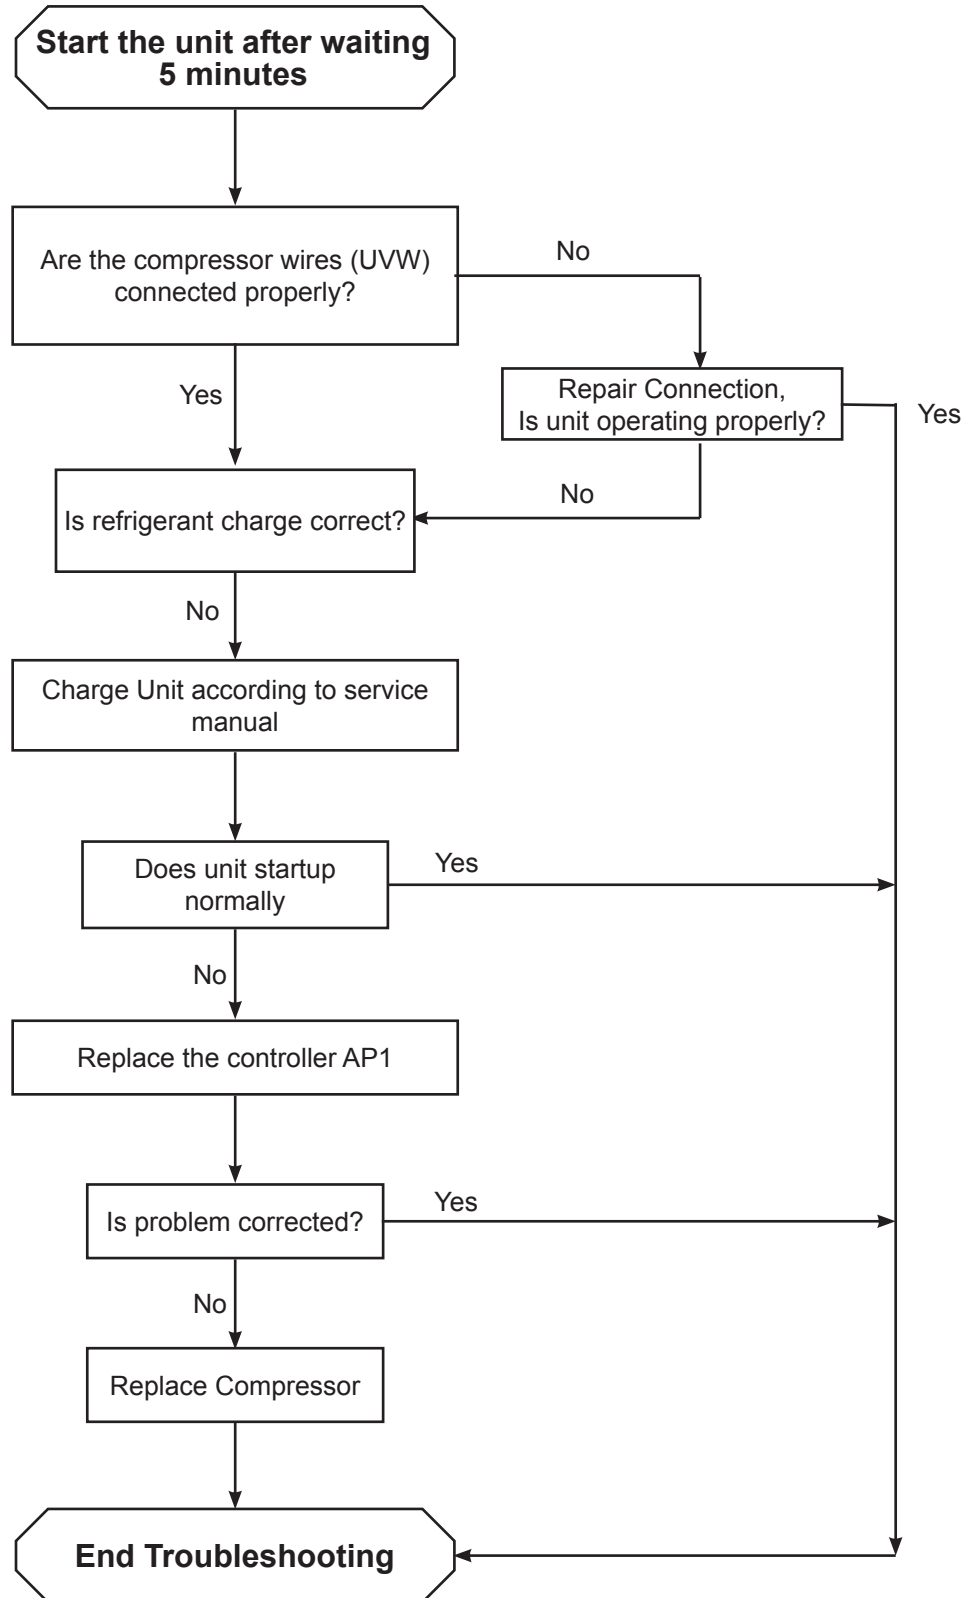 Start the unit after waiting
5 minutes
Are the compressor wires (UVW)
connected properly?
No
Yes
Repair Connection,
Is unit operating properly?
Yes
No
Is refrigerant charge correct?
No
Charge Unit according to service
manual
Does unit startup
normally
Yes
No
Replace the controller AP1
Is problem corrected?
Yes
No
Replace Compressor
End Troubleshooting